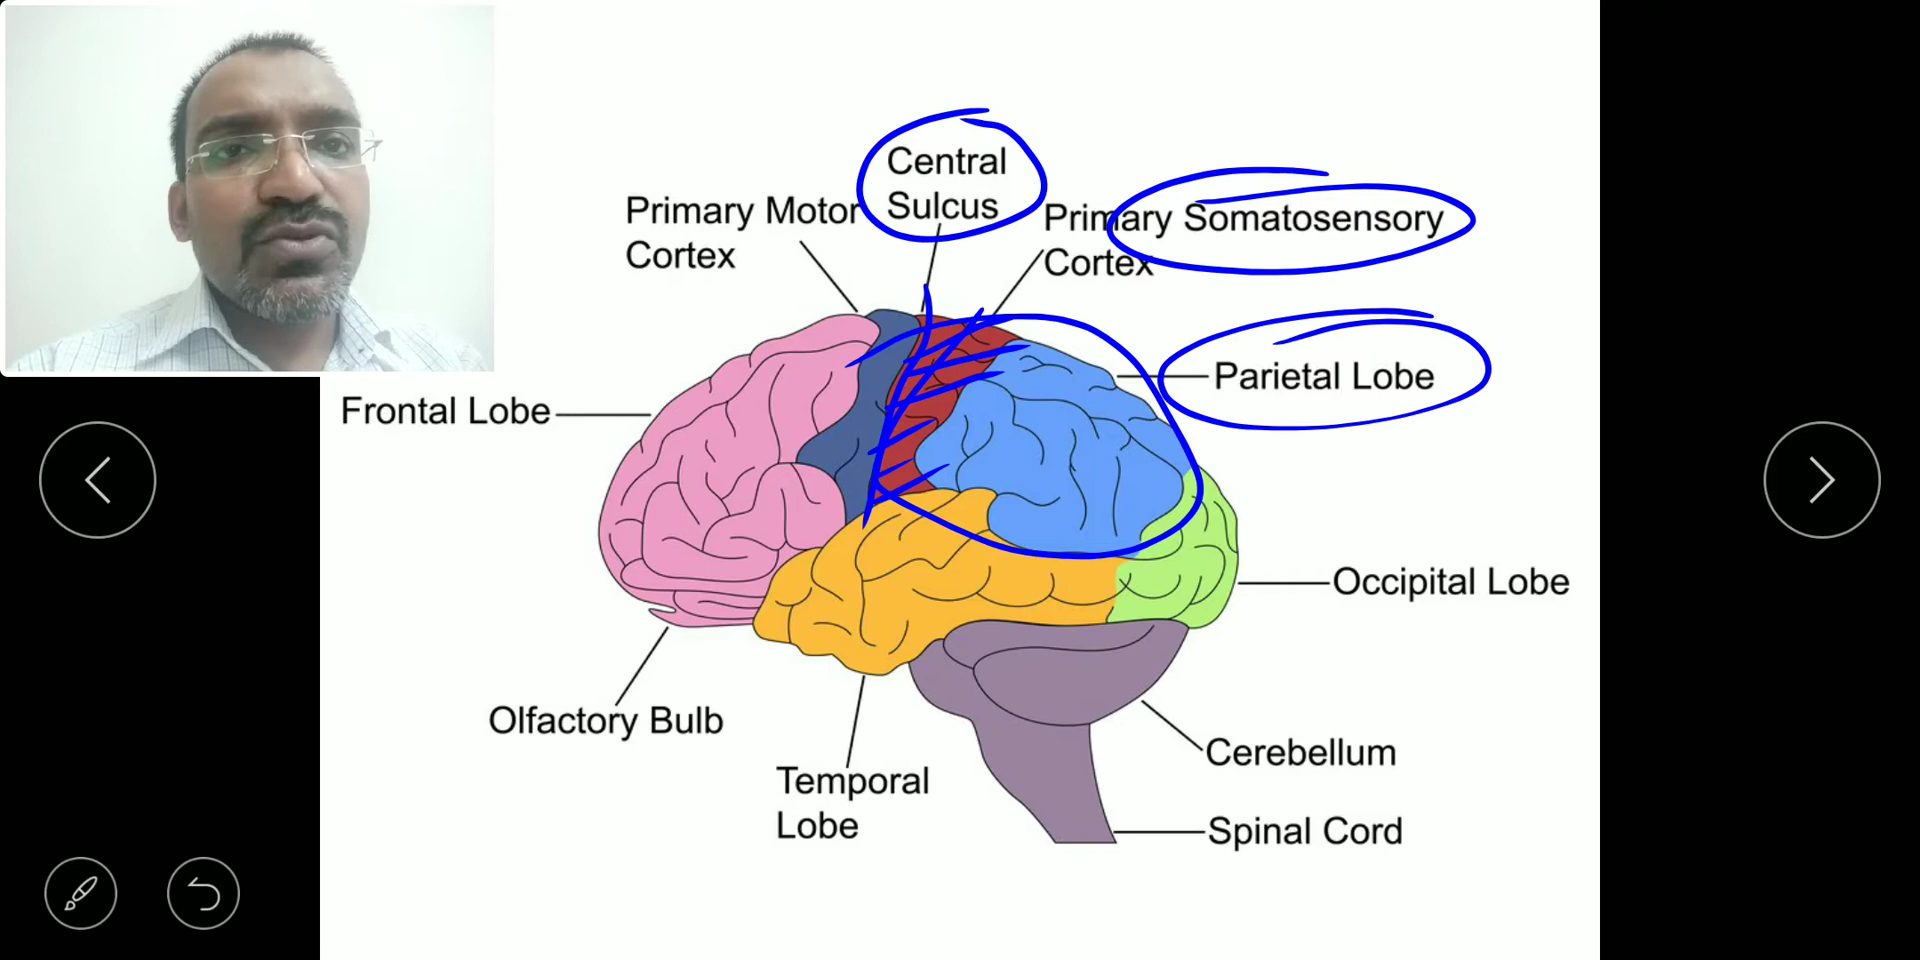 Central
Sulcus
Primary Motor
Cortex
Primary Somatosensory
Cortex
Parietal Lobe
Frontal Lobe
Occipital Lobe
Olfactory Bulb
Temporal
Lobe
Cerebellum
Spinal Cord